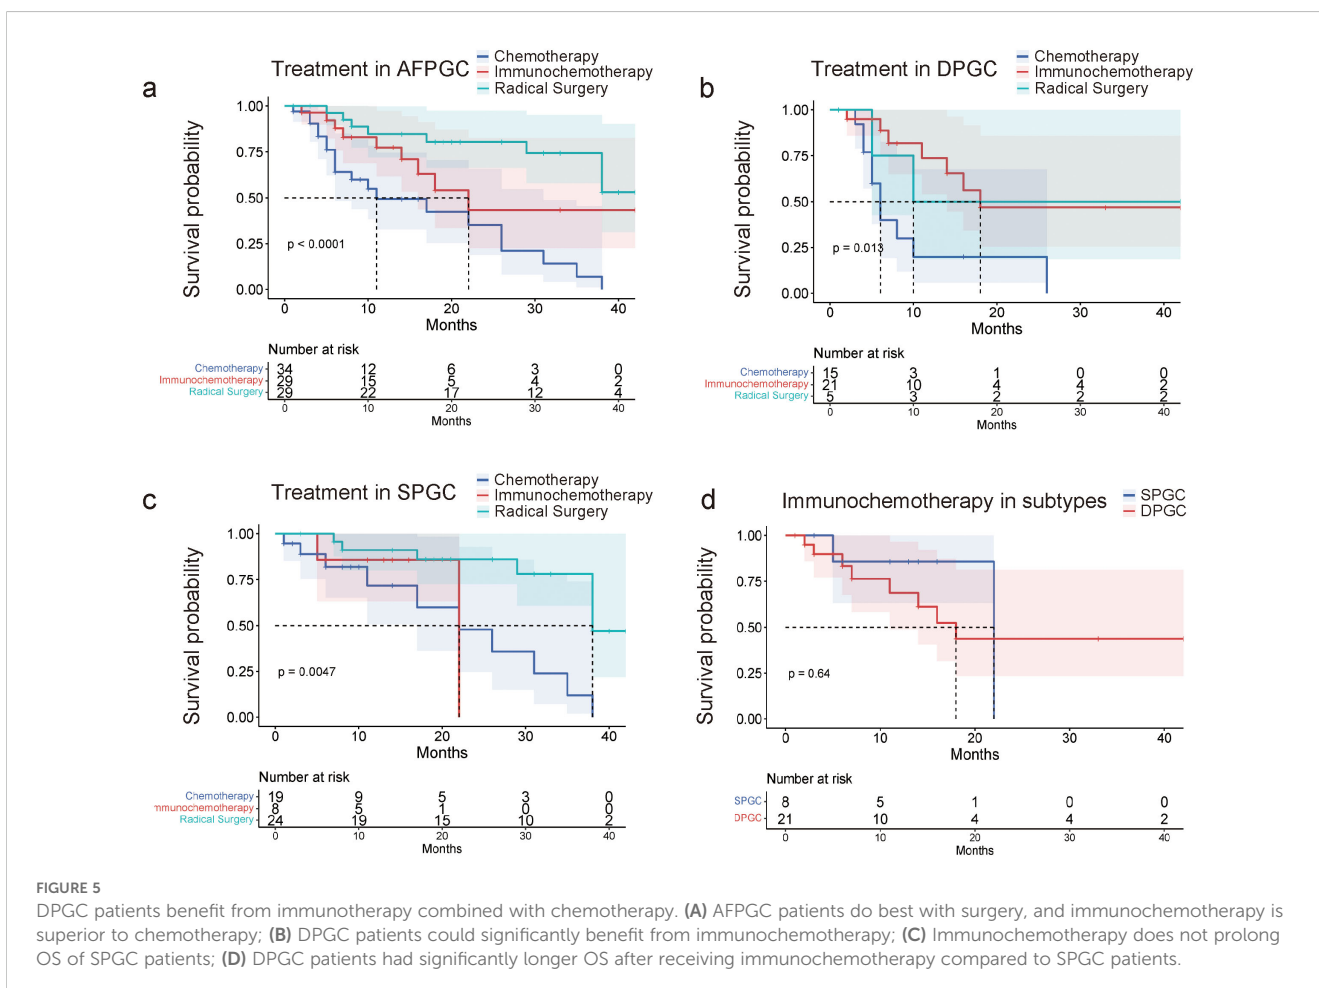 a
Treatment in AFPGC
Chemotherapy
Immunochemotherapy
Radical Surgery
Survival probability
1.00
0.75
0.50
0.25
0.00
p < 0.0001
0 10 20 30 40
Months
Number at risk
Chemotherapy 34 12 6 3 0
Immunochemotherapy 29 15 5 4 2
Radical Surgery 29 22 17 12 4
0 10 20 30 40
Months
b
Treatment in DPGC
Chemotherapy
Immunochemotherapy
Radical Surgery
Survival probability
1.00
0.75
0.50
0.25
0.00
p = 0.013
0 10 20 30 40
Months
Number at risk
Chemotherapy 15 3 1 0 0
Immunochemotherapy 21 10 4 4 2
Radical Surgery 5 3 2 2 2
0 10 20 30 40
Months
c
Treatment in SPGC
Chemotherapy
Immunochemotherapy
Radical Surgery
Survival probability
1.00
0.75
0.50
0.25
0.00
p = 0.0047
0 10 20 30 40
Months
Number at risk
Chemotherapy 19 9 5 3 0
mmunochemotherapy 8 5 1 0 0
Radical Surgery 24 19 15 10 2
0 10 20 30 40
Months
d
Immunochemotherapy in subtypes
SPGC
DPGC
Survival probability
1.00
0.75
0.50
0.25
0.00
p = 0.64
0 10 20 30 40
Months
Number at risk
SPGC 8 5 1 0 0
DPGC 21 10 4 4 2
0 10 20 30 40
Months
FIGURE 5
DPGC patients benefit from immunotherapy combined with chemotherapy. (A) AFPGC patients do best with surgery, and immunochemotherapy is
superior to chemotherapy; (B) DPGC patients could significantly benefit from immunochemotherapy; (C) Immunochemotherapy does not prolong
OS of SPGC patients; (D) DPGC patients had significantly longer OS after receiving immunochemotherapy compared to SPGC patients.